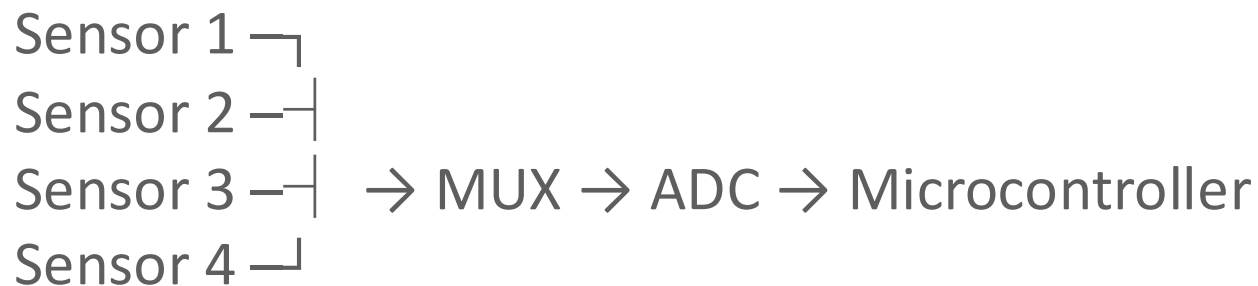 Sensor 1 ─┐
Sensor 2 ─┤
Sensor 3 ─┤ → MUX → ADC → Microcontroller
Sensor 4 ─┘